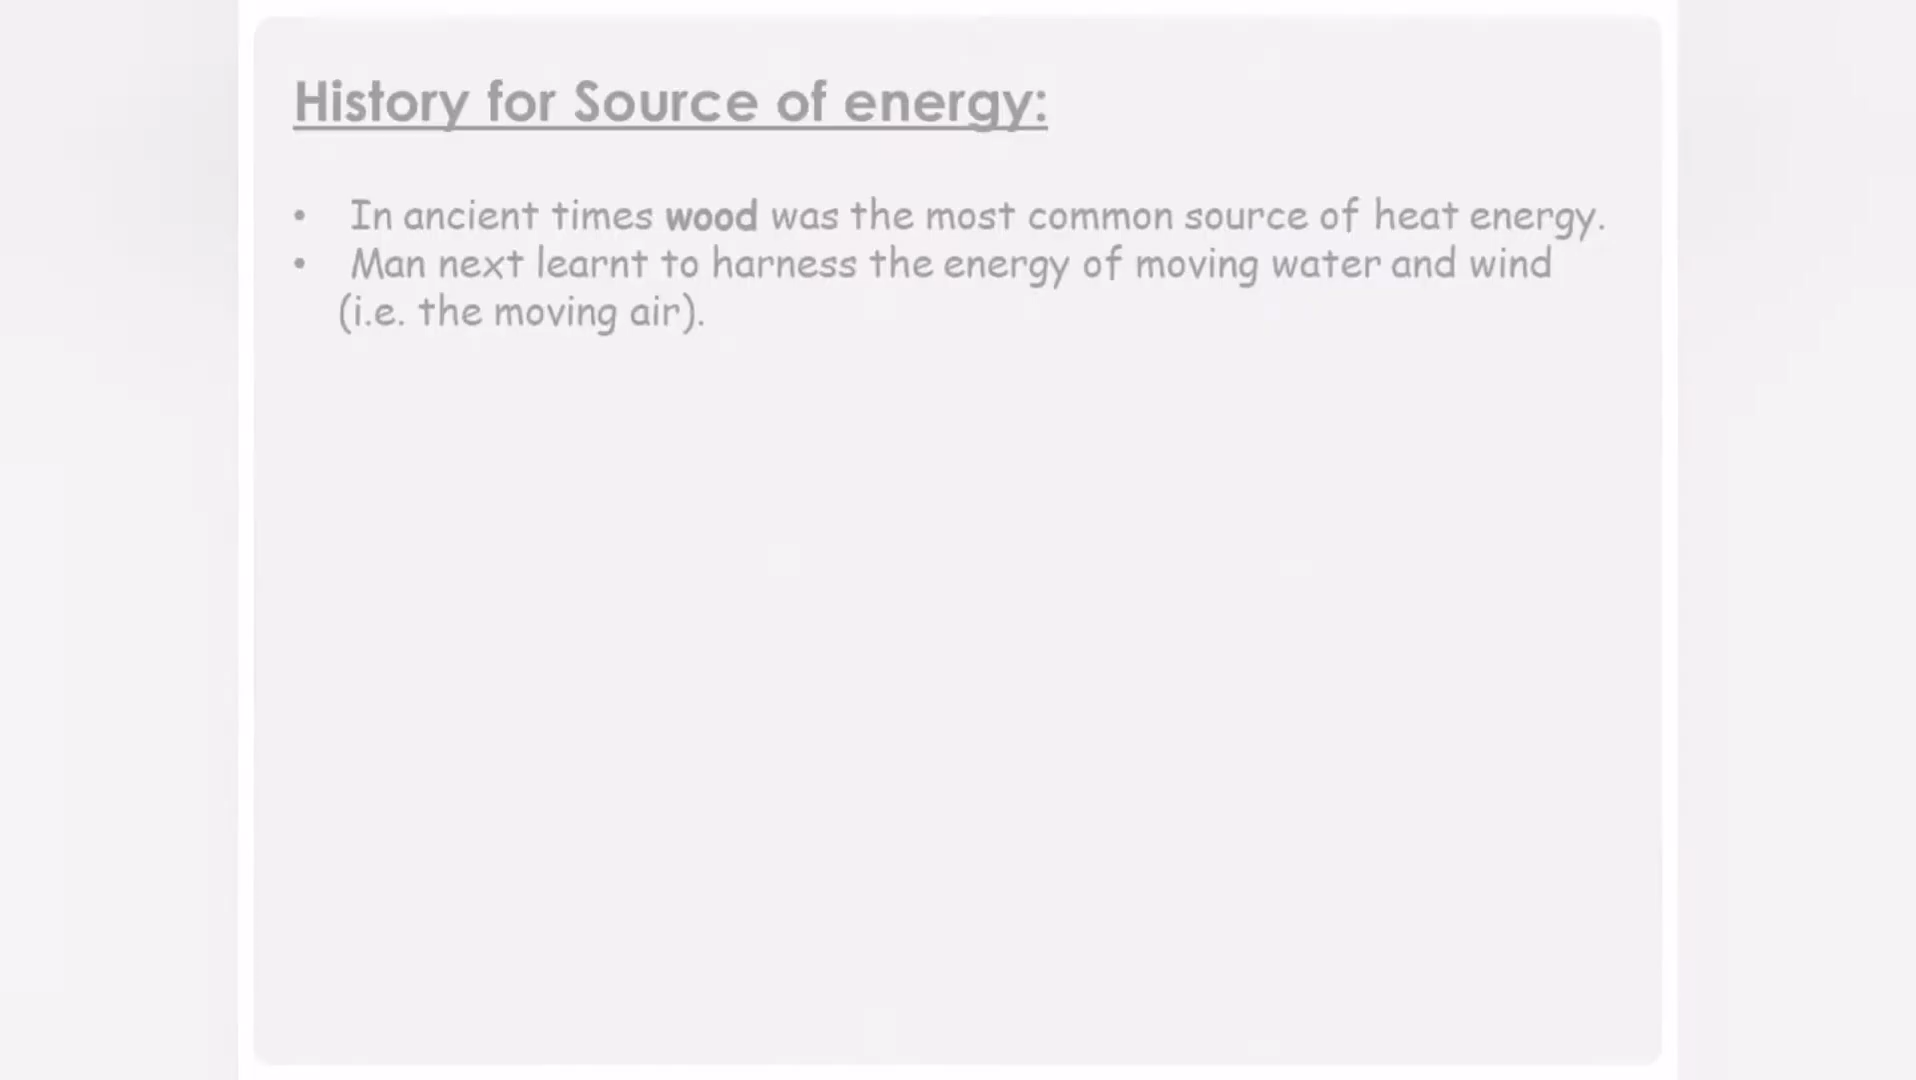 History for Source of energy:
• In ancient times wood was the most common source of heat energy.
• Man next learnt to harness the energy of moving water and wind
(i.e. the moving air).